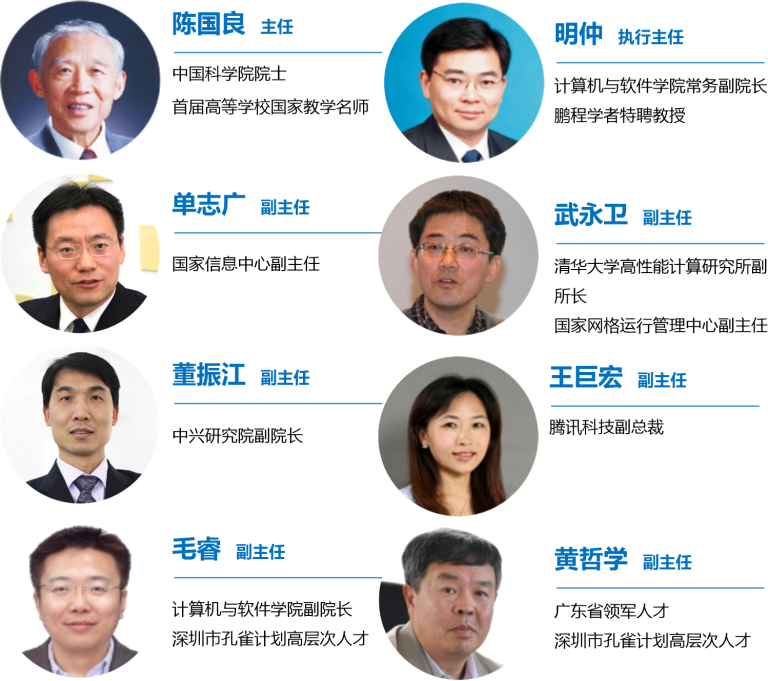 陈国良 主任
中国科学院院士
首届高等学校国家教学名师
明仲 执行主任
计算机与软件学院常务副院长
鹏程学者特聘教授
单志广 副主任
国家信息中心副主任
武永卫 副主任
清华大学高性能计算研究所副
所长
国家网格运行管理中心副主任
董振江 副主任
中兴研究院副院长
王巨宏 副主任
腾讯科技副总裁
毛睿 副主任
计算机与软件学院副院长
深圳市孔雀计划高层次人才
黄哲学 副主任
广东省领军人才
深圳市孔雀计划高层次人才